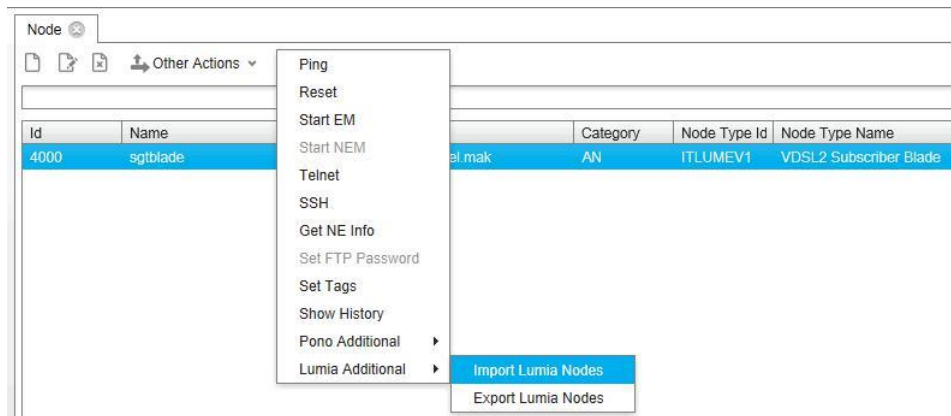 Node
Other Actions
Ping
Reset
Start EM
Start NEM
Telnet
SSH
Get NE Info
Set FTP Password
Set Tags
Show History
Pono Additional
Lumia Additional
Import Lumia Nodes
Export Lumia Nodes
Id Name Category Node Type Id Node Type Name
4000 sgtblade el.mak AN ITLUMEV1 VDSL2 Subscriber Blade